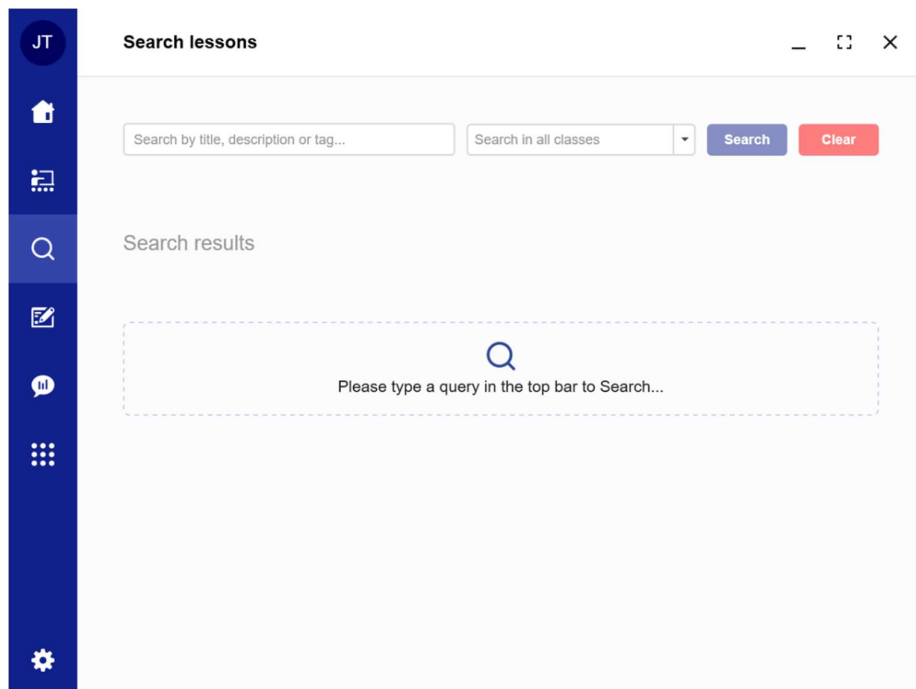 JT
Search lessons
Search by title, description or tag...
Search in all classes
Search
Clear
Search results
Please type a query in the top bar to Search...